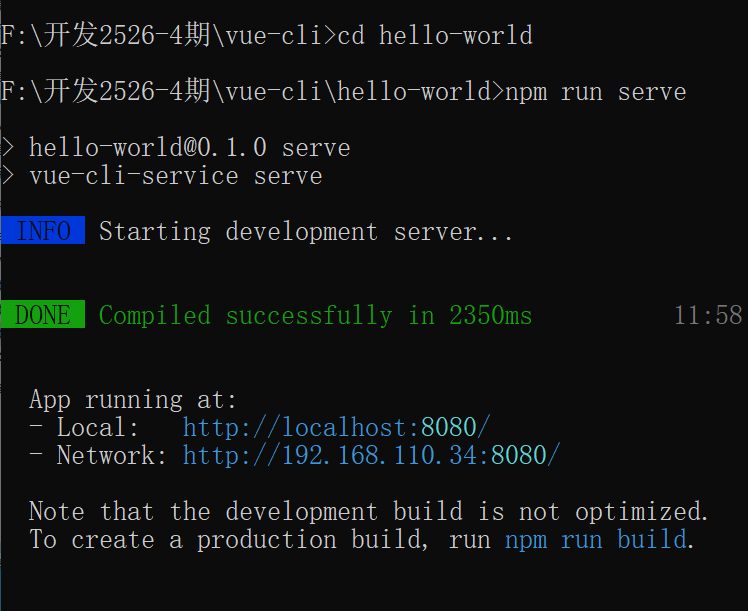 F:\开发2526-4期\vue-cli>cd hello-world
F:\开发2526-4期\vue-cli\hello-world>npm run serve
> hello-world@0.1.0 serve
> vue-cli-service serve
INFO Starting development server...
DONE Compiled successfully in 2350ms 11:58
App running at:
- Local: http://localhost:8080/
- Network: http://192.168.110.34:8080/
Note that the development build is not optimized.
To create a production build, run npm run build.